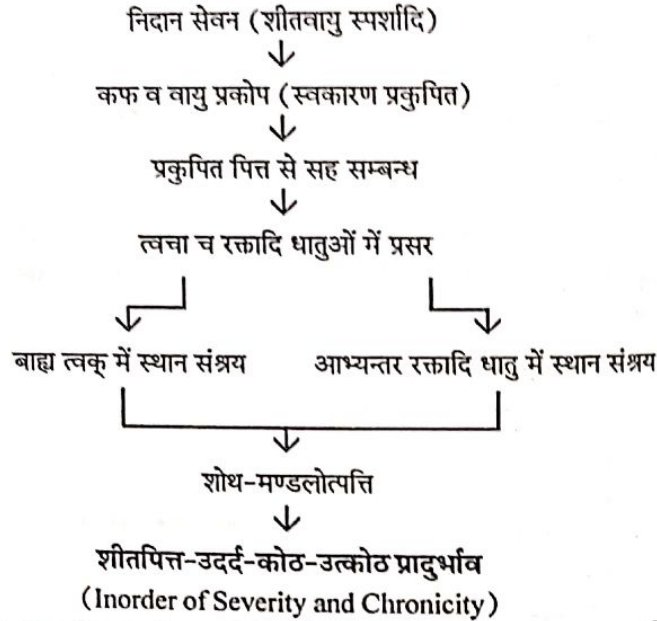 निदान सेवन (शीतवायु स्पर्शादि)
कफ व वायु प्रकोप (स्वकारण प्रकुपित)
प्रकुपित पित्त से सह सम्बन्ध
त्वचा च रक्तादि धातुओं में प्रसर
बाह्य त्वक् में स्थान संश्रय आभ्यन्तर रक्तादि धातु में स्थान संश्रय
शोथ-मण्डलोत्पत्ति
शीतपित्त-उदर्द-कोठ-उत्कोठ प्रादुर्भाव
(Inorder of Severity and Chronicity)